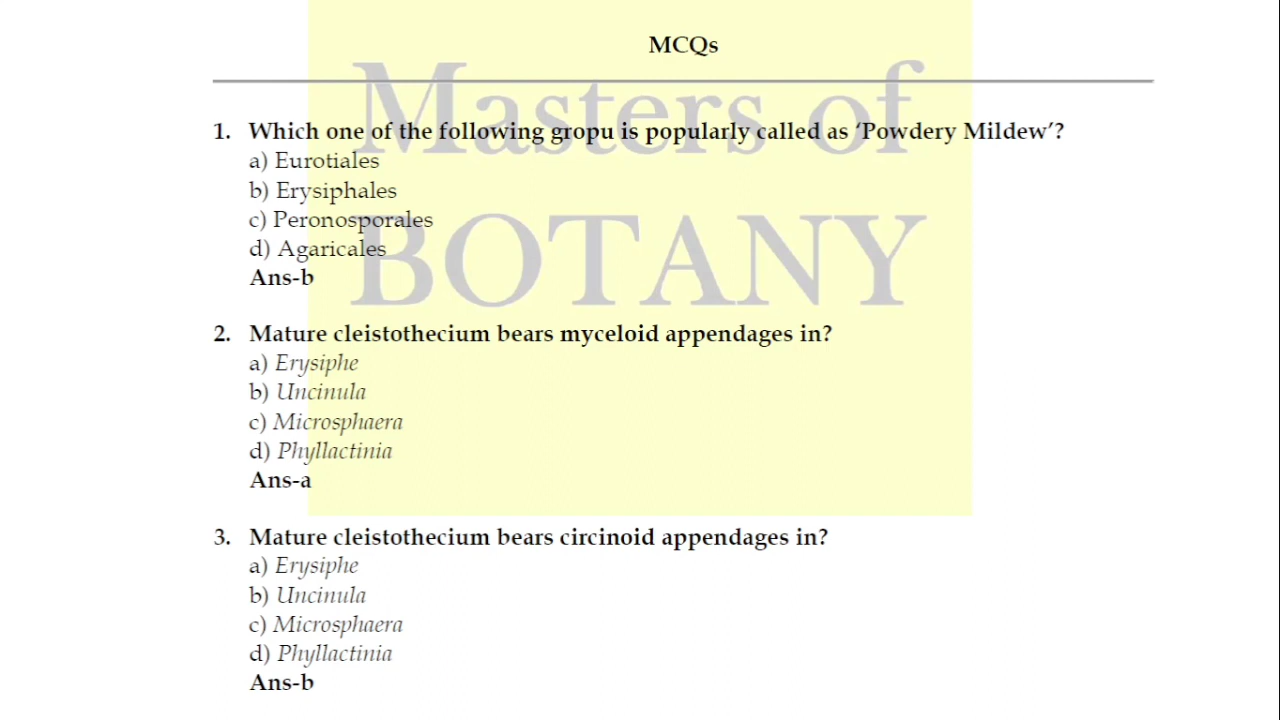 MCQs
Masters of
BOTANY
1. Which one of the following gropu is popularly called as ‘Powdery Mildew’?
a) Eurotiales
b) Erysiphales
c) Peronosporales
d) Agaricales
Ans-b
2. Mature cleistothecium bears myceloid appendages in?
a) Erysiphe
b) Uncinula
c) Microsphaera
d) Phyllactinia
Ans-a
3. Mature cleistothecium bears circinoid appendages in?
a) Erysiphe
b) Uncinula
c) Microsphaera
d) Phyllactinia
Ans-b